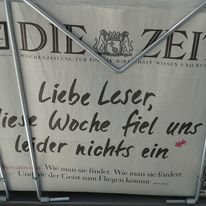 DIE ZEIT
WOCHENZEITUNG FÜR POLITIK WIRTSCHAFT WISSEN UND
Liebe Leser,
diese Woche fiel uns
leider nichts ein *
*Kreativität: Wie man sie findet. Wie man sie fördert.
Und wie der Geist zum Fliegen kommt